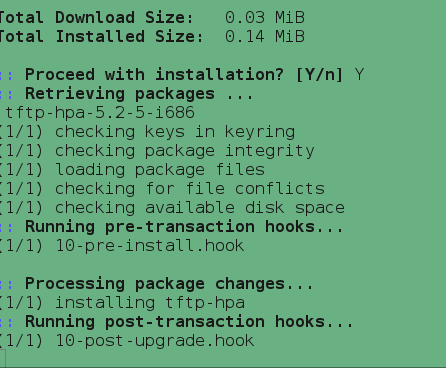 Total Download Size:   0.03 MiB
Total Installed Size:  0.14 MiB
:: Proceed with installation? [Y/n] Y
:: Retrieving packages ...
tftp-hpa-5.2-5-i686
(1/1) checking keys in keyring
(1/1) checking package integrity
(1/1) loading package files
(1/1) checking for file conflicts
(1/1) checking available disk space
:: Running pre-transaction hooks...
(1/1) 10-pre-install.hook
:: Processing package changes...
(1/1) installing tftp-hpa
:: Running post-transaction hooks...
(1/1) 10-post-upgrade.hook